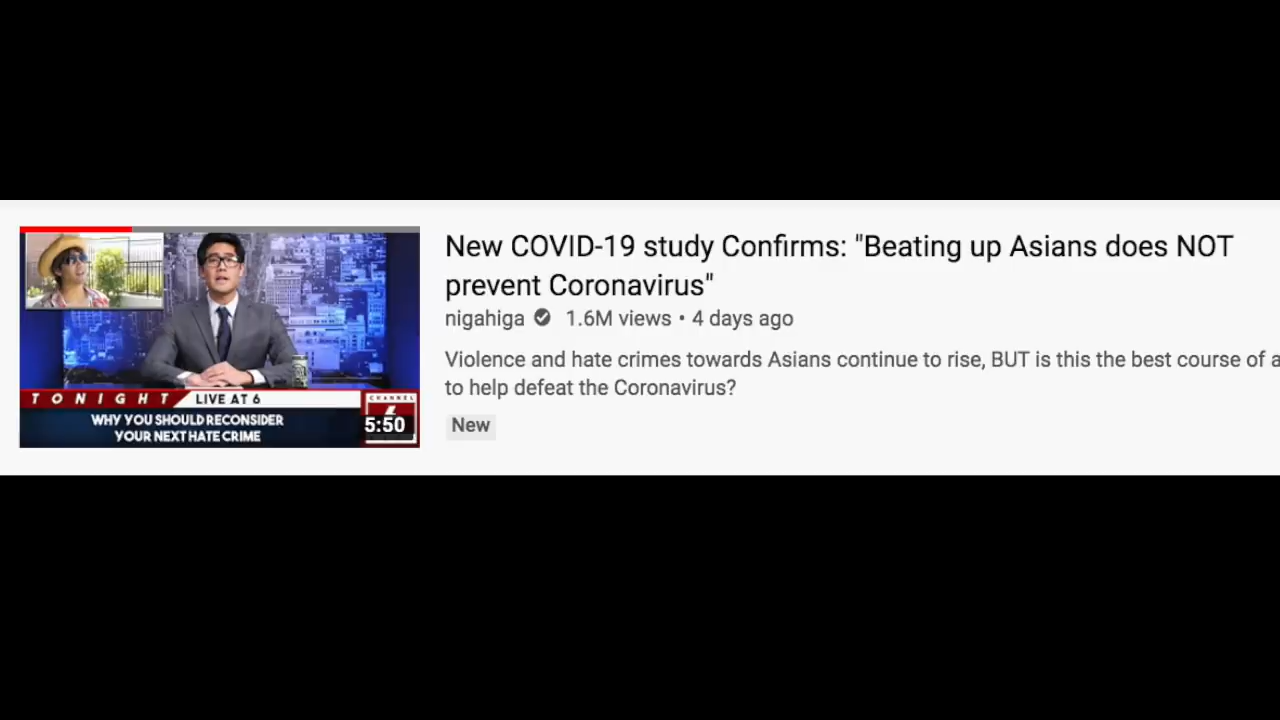 New COVID-19 study Confirms: "Beating up Asians does NOT
prevent Coronavirus"
nigahiga 1.6M views • 4 days ago
Violence and hate crimes towards Asians continue to rise, BUT is this the best course of a
to help defeat the Coronavirus?
New
TONIGHT LIVE AT 6
CHANNEL
6
WHY YOU SHOULD RECONSIDER
YOUR NEXT HATE CRIME
5:50